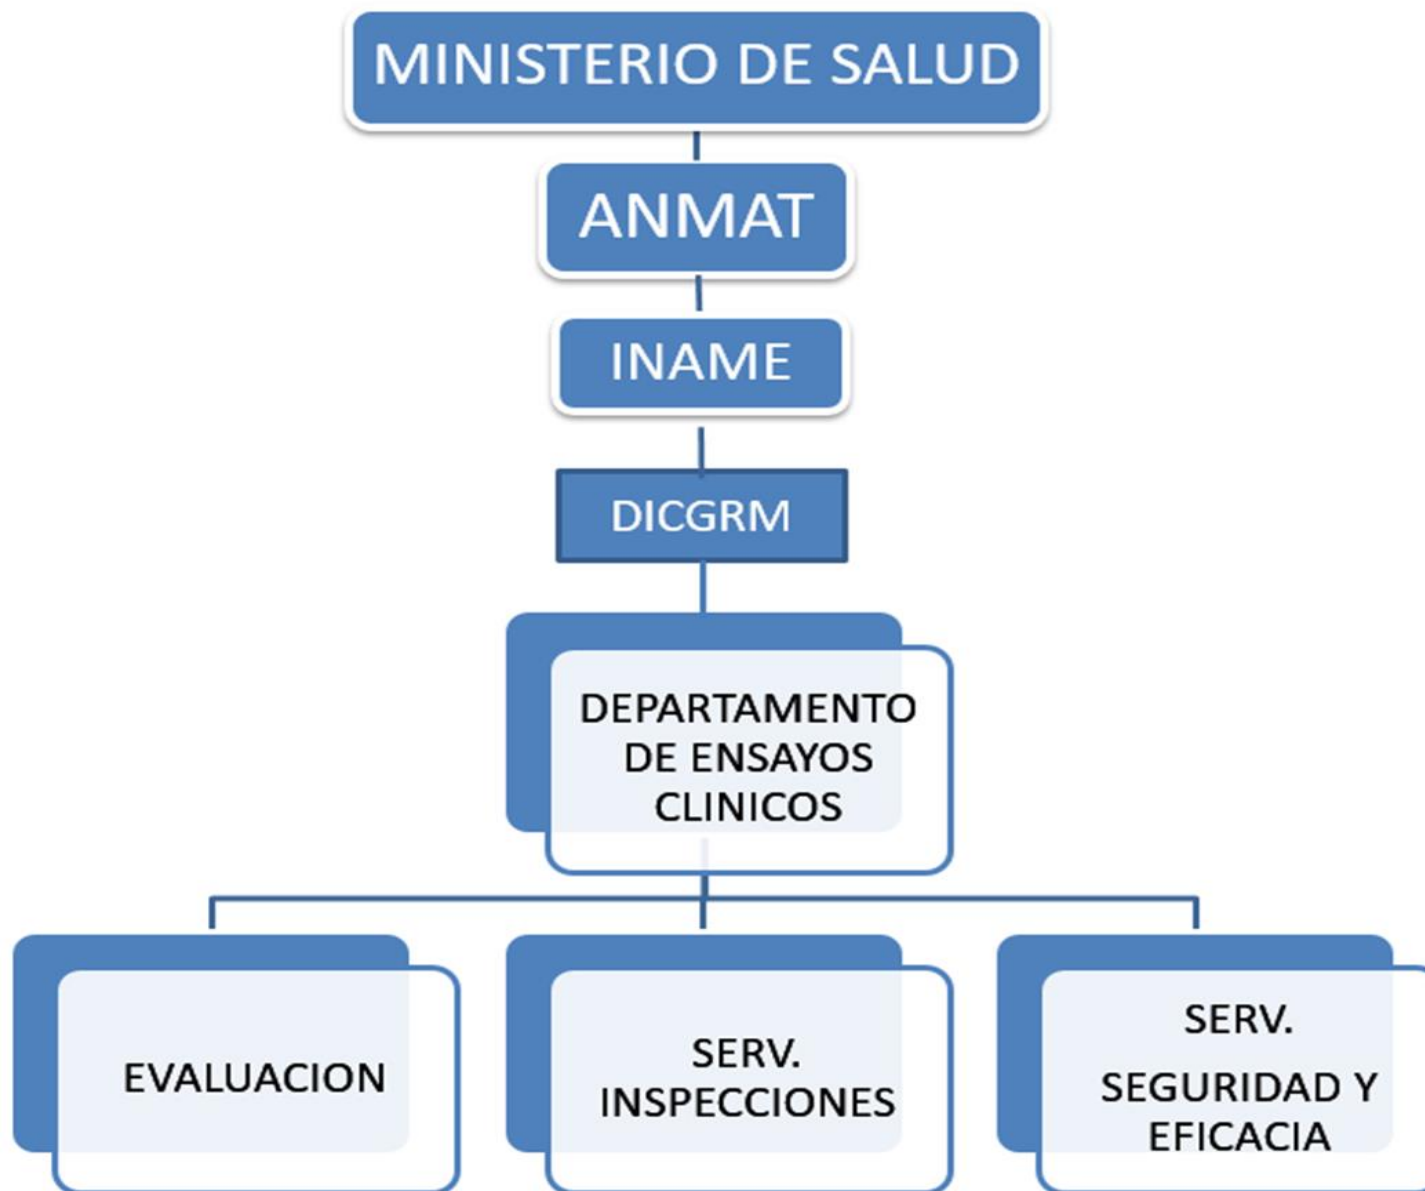 MINISTERIO DE SALUD
ANMAT
INAME
DICGRM
DEPARTAMENTO
DE ENSAYOS
CLINICOS
EVALUACION
SERV.
INSPECCIONES
SERV.
SEGURIDAD Y
EFICACIA